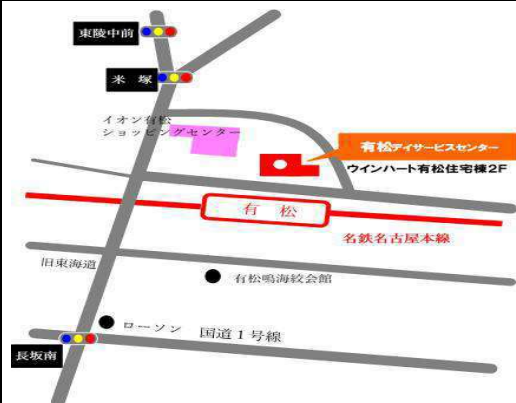 東陵中前
米塚
イオン有松
ショッピングセンター
有松デイサービスセンター
ウインハート有松住宅棟2F
有松
名鉄名古屋本線
旧東海道
有松鳴海絞会館
ローソン
国道1号線
長坂南